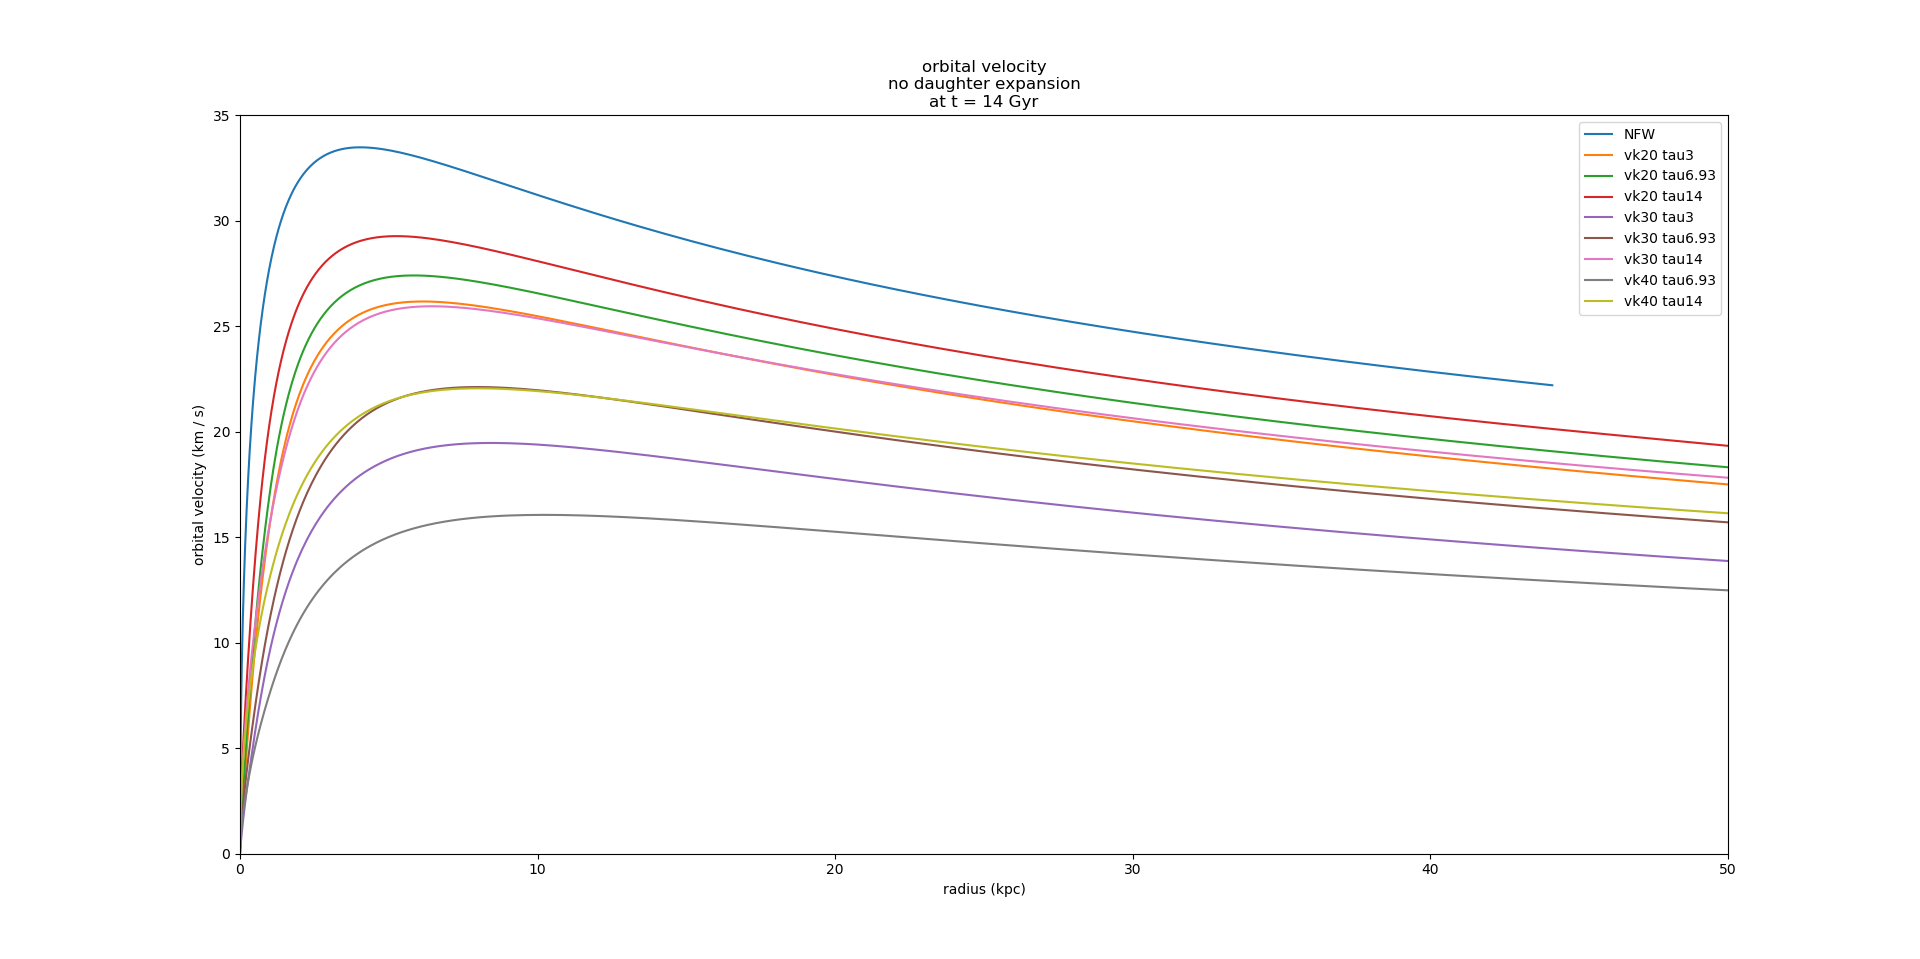 orbital velocity
no daughter expansion
at t = 14 Gyr
35
30
25
20
15
10
5
0
orbital velocity (km / s)
0
10
20
30
40
50
radius (kpc)
NFW
vk20 tau3
vk20 tau6.93
vk20 tau14
vk30 tau3
vk30 tau6.93
vk30 tau14
vk40 tau6.93
vk40 tau14